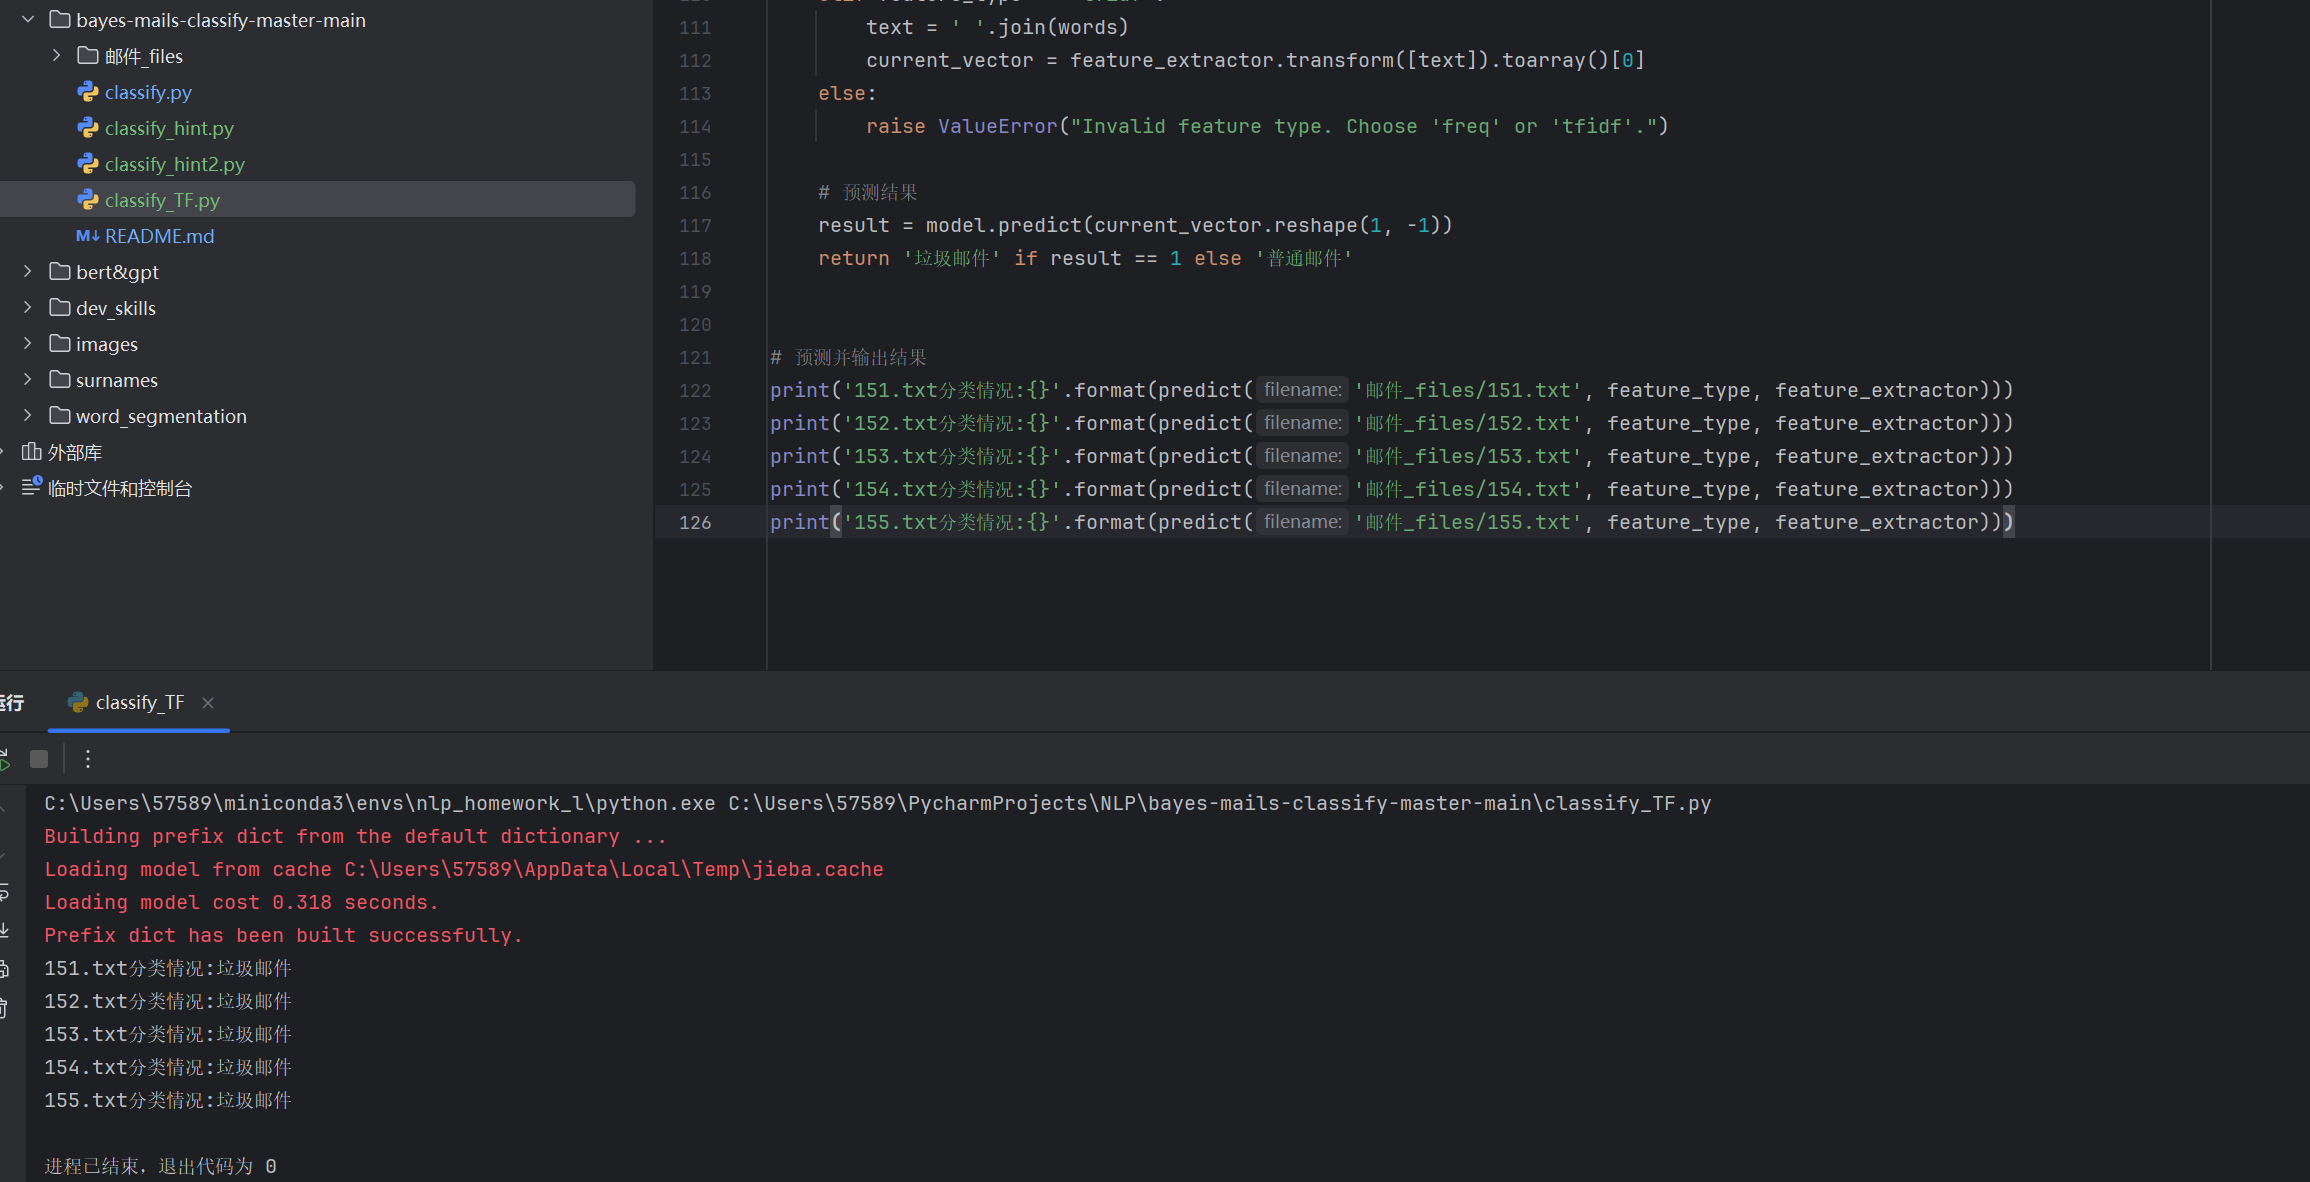 bayes-mails-classify-master-main
邮件_files
classify.py
classify_hint.py
classify_hint2.py
classify_TF.py
M↓ README.md
bert&gpt
dev_skills
images
surnames
word_segmentation
外部库
临时文件和控制台
111 text = ' '.join(words)
112 current_vector = feature_extractor.transform([text]).toarray()[0]
113 else:
114 raise ValueError("Invalid feature type. Choose 'freq' or 'tfidf'.")
115
116 # 预测结果
117 result = model.predict(current_vector.reshape(1, -1))
118 return '垃圾邮件' if result == 1 else '普通邮件'
119
120
121 # 预测并输出结果
122 print('151.txt分类情况:{}'.format(predict( filename: '邮件_files/151.txt', feature_type, feature_extractor)))
123 print('152.txt分类情况:{}'.format(predict( filename: '邮件_files/152.txt', feature_type, feature_extractor)))
124 print('153.txt分类情况:{}'.format(predict( filename: '邮件_files/153.txt', feature_type, feature_extractor)))
125 print('154.txt分类情况:{}'.format(predict( filename: '邮件_files/154.txt', feature_type, feature_extractor)))
126 print('155.txt分类情况:{}'.format(predict( filename: '邮件_files/155.txt', feature_type, feature_extractor)))
运行 classify_TF
C:\Users\57589\miniconda3\envs\nlp_homework_l\python.exe C:\Users\57589\PycharmProjects\NLP\bayes-mails-classify-master-main\classify_TF.py
Building prefix dict from the default dictionary ...
Loading model from cache C:\Users\57589\AppData\Local\Temp\jieba.cache
Loading model cost 0.318 seconds.
Prefix dict has been built successfully.
151.txt分类情况:垃圾邮件
152.txt分类情况:垃圾邮件
153.txt分类情况:垃圾邮件
154.txt分类情况:垃圾邮件
155.txt分类情况:垃圾邮件
进程已结束，退出代码为 0